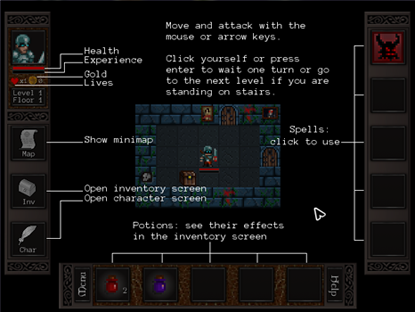 Move and attack with the
mouse or arrow keys.
Health
Experience
Click yourself or press
enter to wait one turn or go
to the next level if you are
standing on stairs.
Gold
Lives
Level 1
Floor 1
Spells:
click to use
Show minimap
Map
Open inventory screen
Open character screen
Inv
Potions: see their effects
in the inventory screen
Char
Menu
2
Help